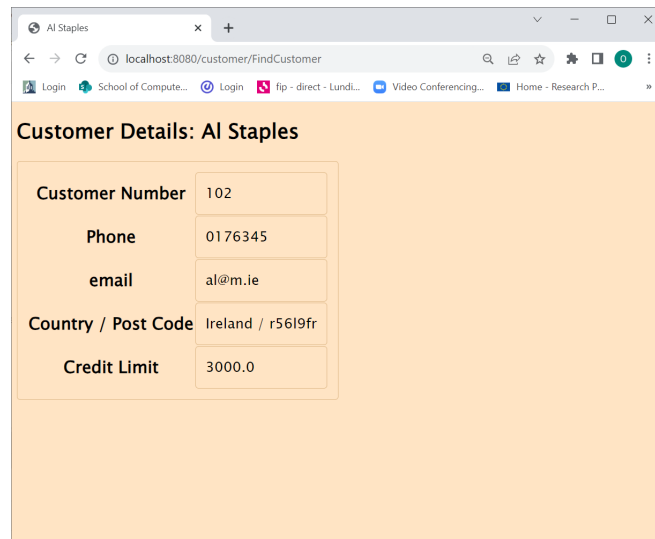 Al Staples
localhost:8080/customer/FindCustomer
O
Login School of Compute... Login fip - direct - Lundi... Video Conferencing... Home - Research P... »
Customer Details: Al Staples
Customer Number 102
Phone 0176345
email al@m.ie
Country / Post Code Ireland / r56l9fr
Credit Limit 3000.0